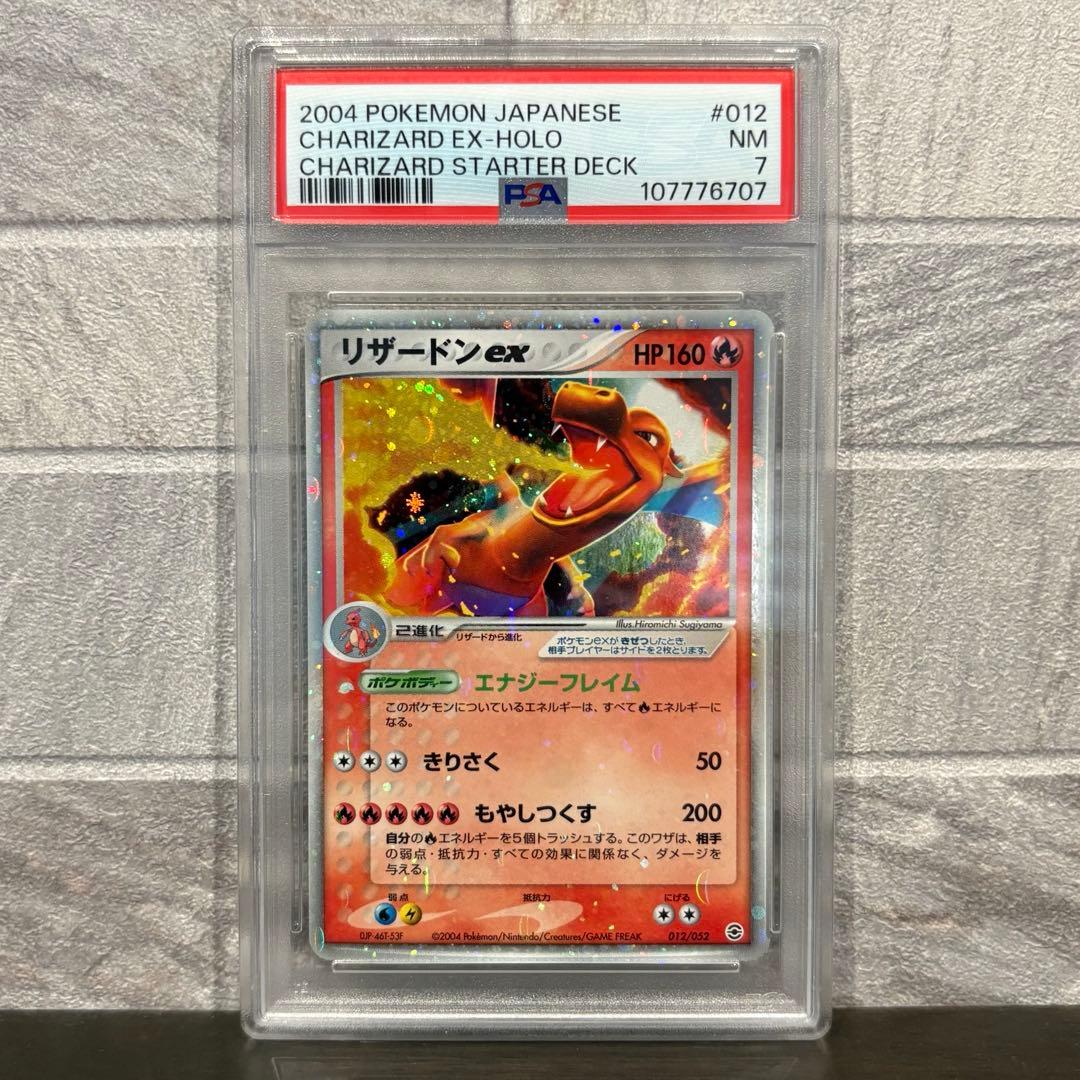 2004 POKEMON JAPANESE #012
CHARIZARD EX-HOLO NM
CHARIZARD STARTER DECK 7
PSA 107776707
リザードンex HP160
Illus.Hiromichi Sugiyama
2進化 リザードから進化
ポケモンexがきぜつしたとき、
相手プレイヤーはサイドを2枚とります。
ポケボディー エナジーフレイム
このポケモンについているエネルギーは、すべてエネルギーに
なる。
きりさく 50
もやしつくす 200
自分のエネルギーを5個トラッシュする。このワザは、相手
の弱点・抵抗力・すべての効果に関係なく、ダメージを
与える。
弱点 抵抗力 にげる
0JP-46T-53F ©2004 Pokémon/Nintendo/Creatures/GAME FREAK 012/052